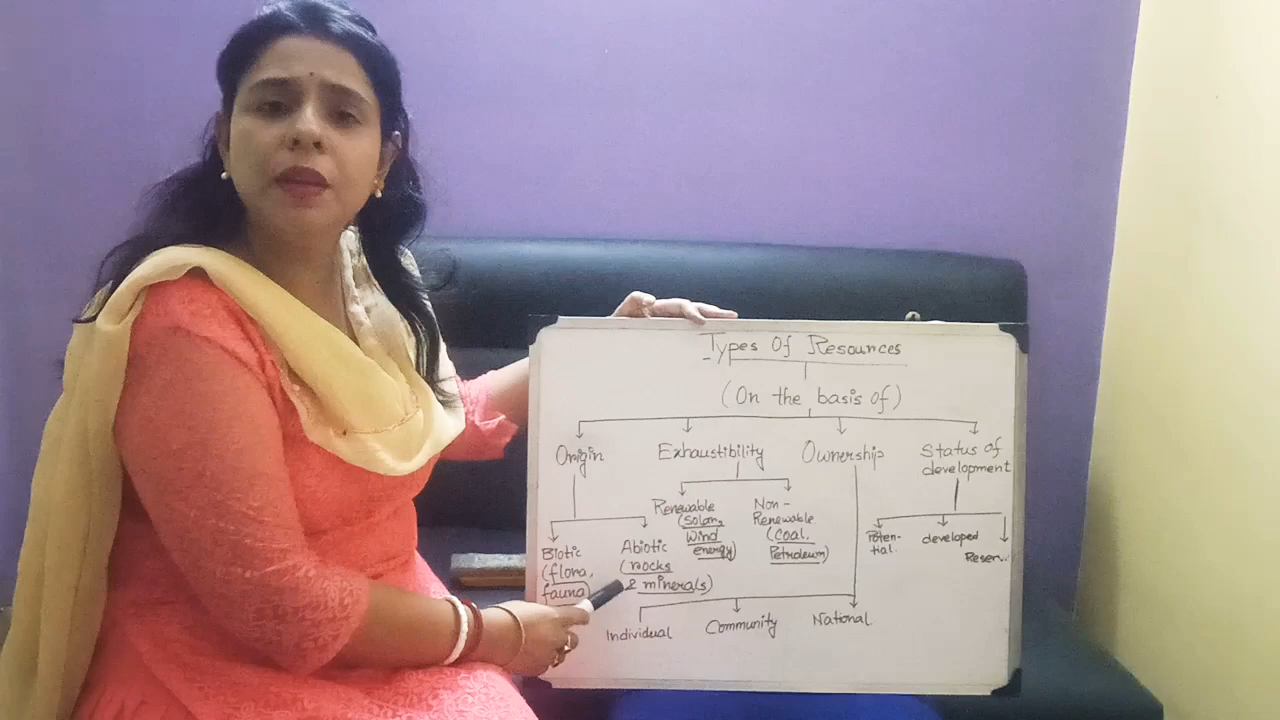 Types Of Resources
(On the basis of)
Origin
Exhaustibility
Ownership
Status of
development
Renewable
(Solar,
Wind
energy)
Non-
Renewable
(Coal,
Petroleum)
Biotic
(flora,
fauna)
Abiotic
(rocks
& minerals)
Poten-
tial
developed
Reser..
Individual
Community
National